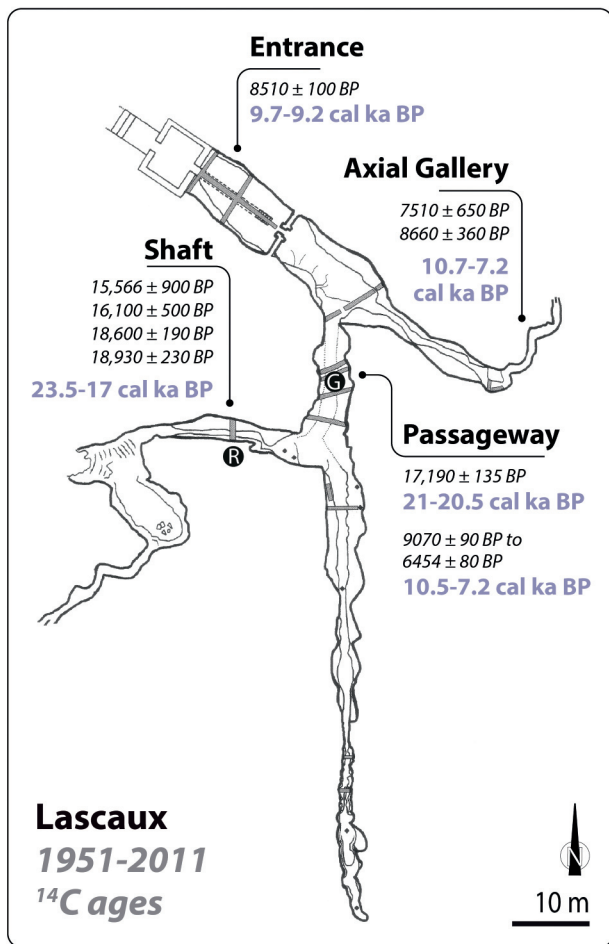 Entrance
8510 ± 100 BP
9.7-9.2 cal ka BP
Axial Gallery
7510 ± 650 BP
8660 ± 360 BP
10.7-7.2
cal ka BP
Shaft
15,566 ± 900 BP
16,100 ± 500 BP
18,600 ± 190 BP
18,930 ± 230 BP
23.5-17 cal ka BP
G
R
Passageway
17,190 ± 135 BP
21-20.5 cal ka BP
9070 ± 90 BP to
6454 ± 80 BP
10.5-7.2 cal ka BP
Lascaux
1951-2011
¹⁴C ages
N
10 m